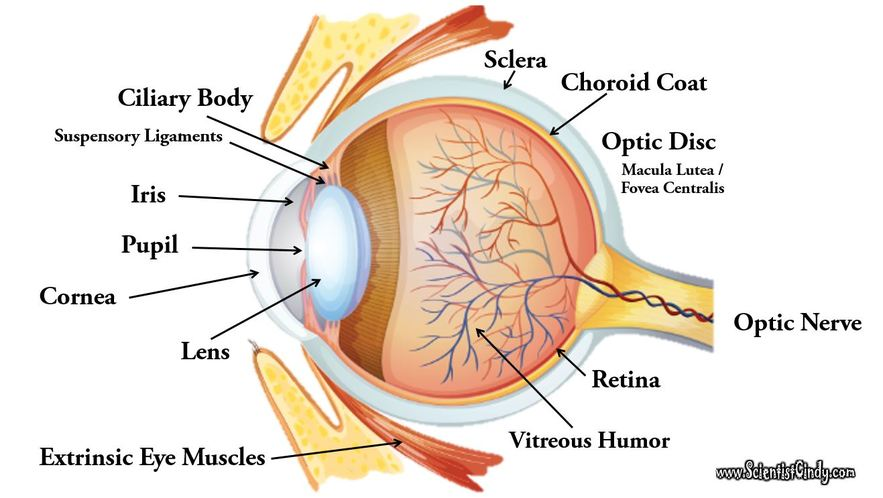 Sclera
Choroid Coat
Ciliary Body
Suspensory Ligaments
Optic Disc
Macula Lutea /
Fovea Centralis
Iris
Pupil
Cornea
Optic Nerve
Lens
Retina
Vitreous Humor
Extrinsic Eye Muscles
www.ScientistCindy.com